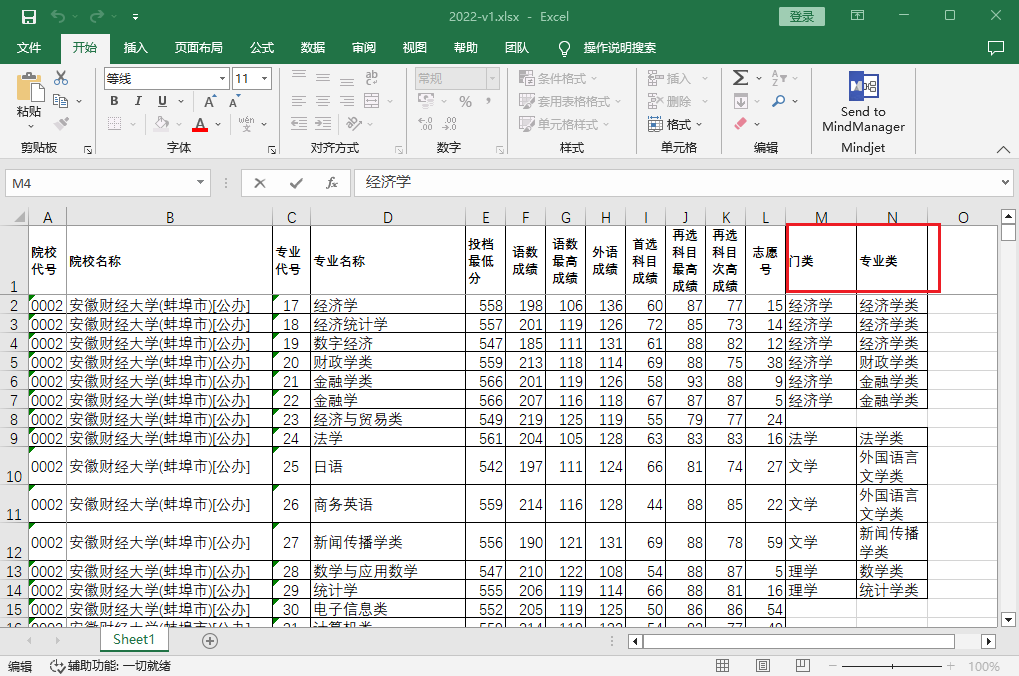 2022-v1.xlsx - Excel
登录
文件 开始 插入 页面布局 公式 数据 审阅 视图 帮助 团队 操作说明搜索
粘贴
剪贴板
等线 11
B I U A A
A wén 文
字体
ab
对齐方式
常规
% ,
数字
条件格式
套用表格格式
单元格样式
样式
插入
删除
格式
单元格
Σ A Z
编辑
Send to
MindManager
Mindjet
M4 fx 经济学
A B C D E F G H I J K L M N O
1 院校代号 院校名称 专业代号 专业名称 投档最低分 语数成绩 语数最高成绩 外语成绩 首选科目成绩 再选科目最高成绩 再选科目次高成绩 志愿号 门类 专业类
2 0002 安徽财经大学(蚌埠市)[公办] 17 经济学 558 198 106 136 60 87 77 15 经济学 经济学类
3 0002 安徽财经大学(蚌埠市)[公办] 18 经济统计学 557 201 119 126 72 85 73 14 经济学 经济学类
4 0002 安徽财经大学(蚌埠市)[公办] 19 数字经济 547 185 111 131 61 88 82 12 经济学 经济学类
5 0002 安徽财经大学(蚌埠市)[公办] 20 财政学类 559 213 118 114 69 88 75 38 经济学 财政学类
6 0002 安徽财经大学(蚌埠市)[公办] 21 金融学类 566 201 119 126 58 93 88 9 经济学 金融学类
7 0002 安徽财经大学(蚌埠市)[公办] 22 金融学 566 207 116 118 67 87 87 5 经济学 金融学类
8 0002 安徽财经大学(蚌埠市)[公办] 23 经济与贸易类 549 219 125 119 55 79 77 24
9 0002 安徽财经大学(蚌埠市)[公办] 24 法学 561 204 105 128 63 83 83 16 法学 法学类
10 0002 安徽财经大学(蚌埠市)[公办] 25 日语 542 197 111 124 66 81 74 27 文学 外国语言文学类
11 0002 安徽财经大学(蚌埠市)[公办] 26 商务英语 559 214 116 128 44 88 85 22 文学 外国语言文学类
12 0002 安徽财经大学(蚌埠市)[公办] 27 新闻传播学类 556 190 121 131 69 88 78 59 文学 新闻传播学类
13 0002 安徽财经大学(蚌埠市)[公办] 28 数学与应用数学 547 210 122 108 54 88 87 5 理学 数学类
14 0002 安徽财经大学(蚌埠市)[公办] 29 统计学 555 206 119 114 66 88 81 16 理学 统计学类
15 0002 安徽财经大学(蚌埠市)[公办] 30 电子信息类 552 205 119 125 50 86 86 54
Sheet1
编辑 辅助功能: 一切就绪 100%